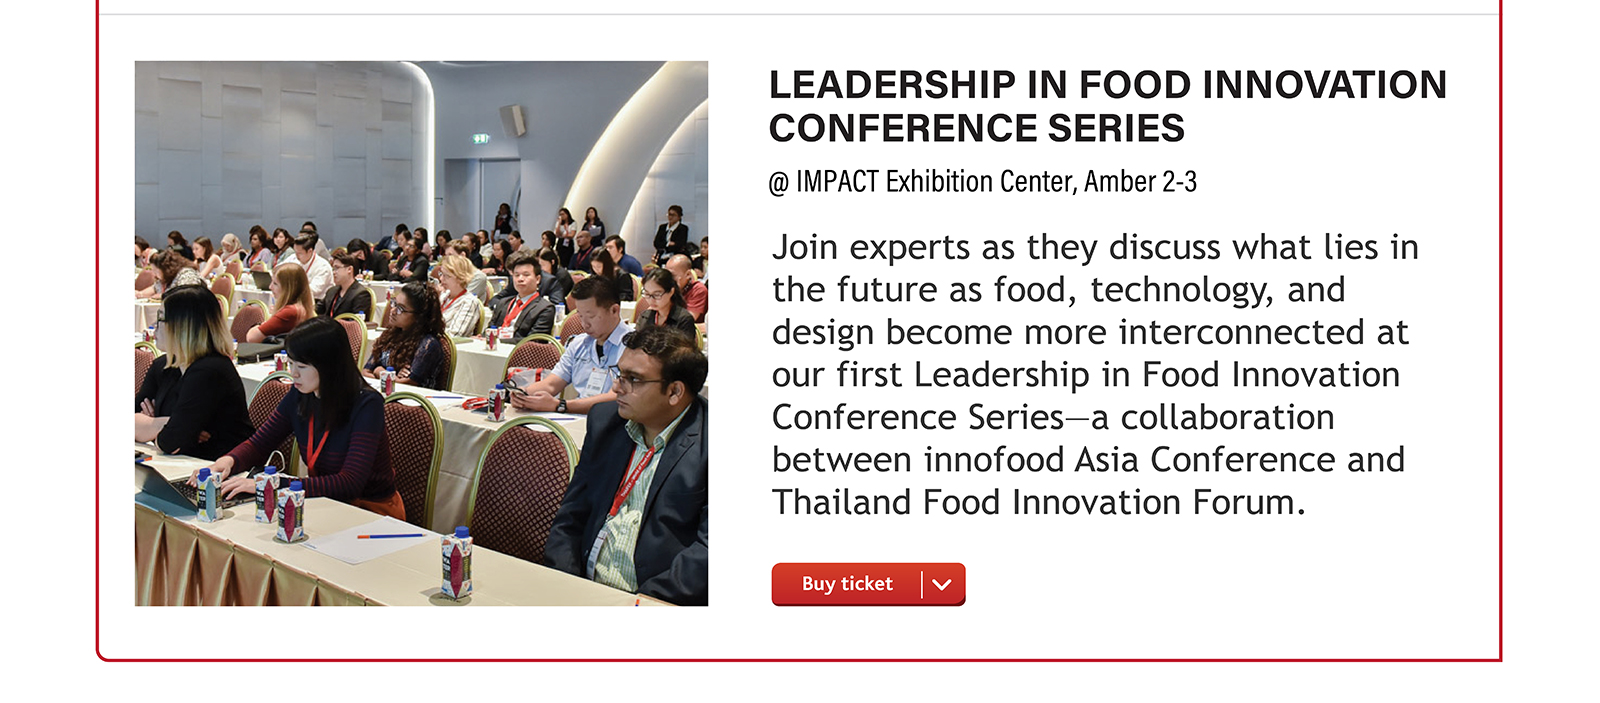 LEADERSHIP IN FOOD INNOVATION
CONFERENCE SERIES
@ IMPACT Exhibition Center, Amber 2-3
Join experts as they discuss what lies in
the future as food, technology, and
design become more interconnected at
our first Leadership in Food Innovation
Conference Series—a collaboration
between innofood Asia Conference and
Thailand Food Innovation Forum.
Buy ticket